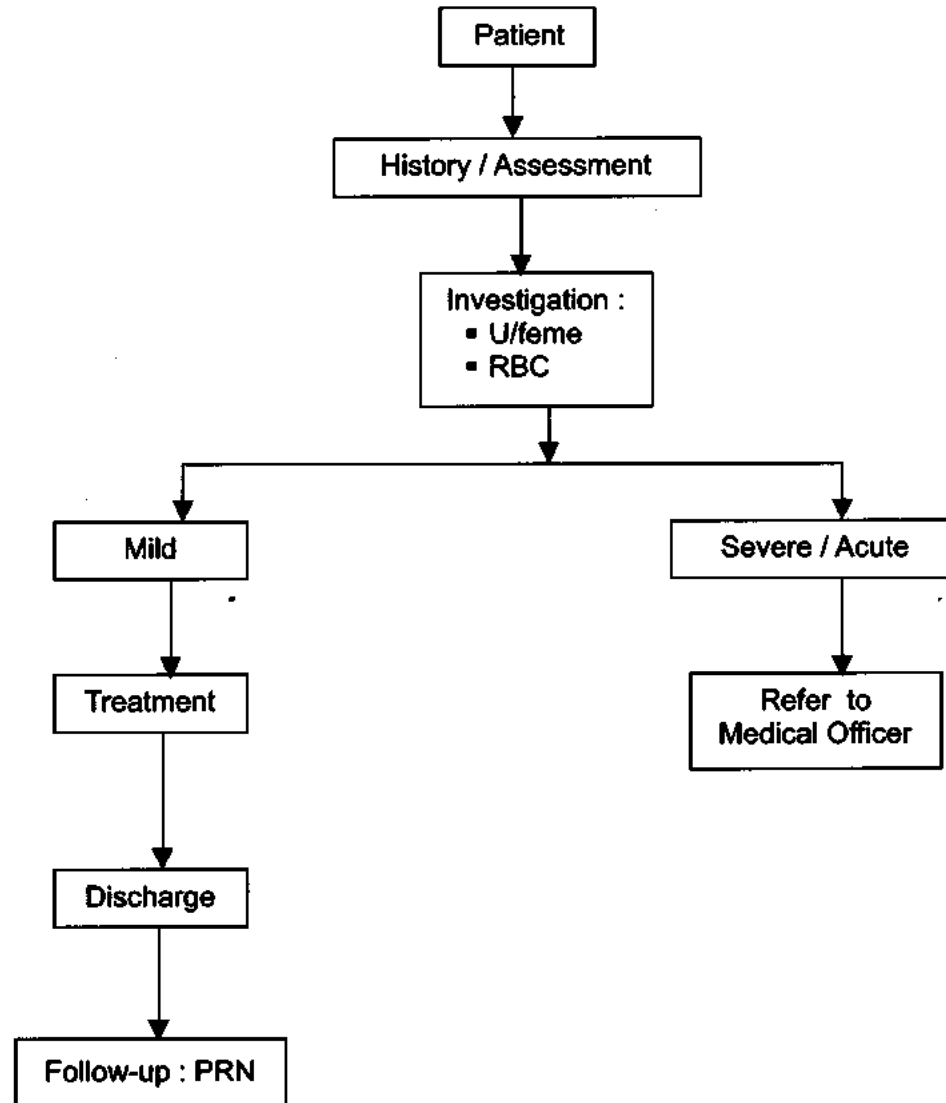 Patient
History / Assessment
Investigation :
▪ U/feme
▪ RBC
Mild
Severe / Acute
Treatment
Refer to
Medical Officer
Discharge
Follow-up : PRN